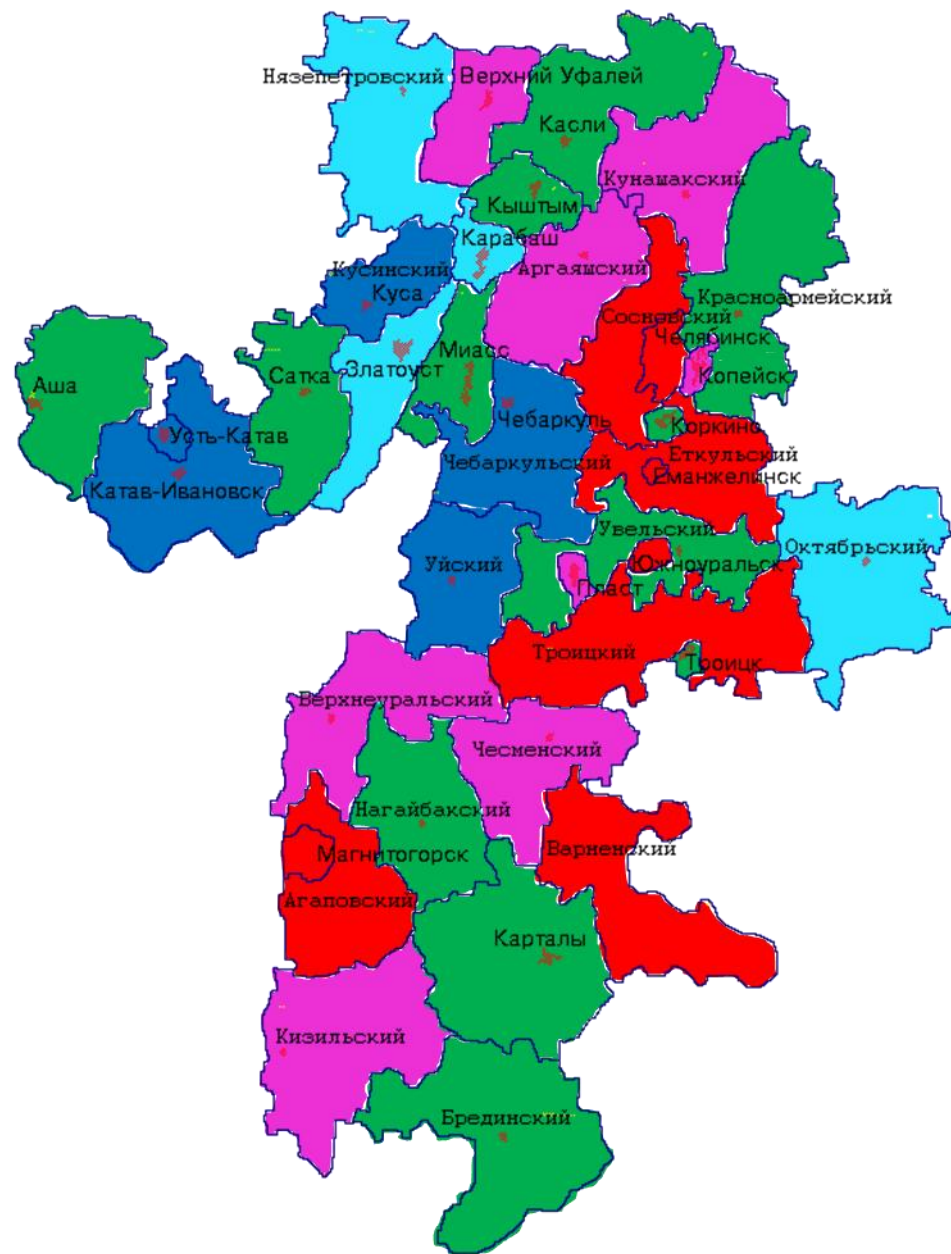 Нязепетровский
Верхний Уфалей
Касли
Кунашакский
Кыштым
Карабаш
Аргаяшский
Кусинский
Куса
Красноармейский
Сосновский
Челябинск
Копейск
Миасс
Златоуст
Сатка
Аша
Чебаркуль
Коркино
Усть-Катав
Чебаркульский
Еткульский
Еманжелинск
Катав-Ивановск
Увельский
Октябрьский
Южноуральск
Уйский
Пласт
Троицкий
Троицк
Верхнеуральский
Чесменский
Нагайбакский
Варненский
Магнитогорск
Агаповский
Карталы
Кизильский
Брединский